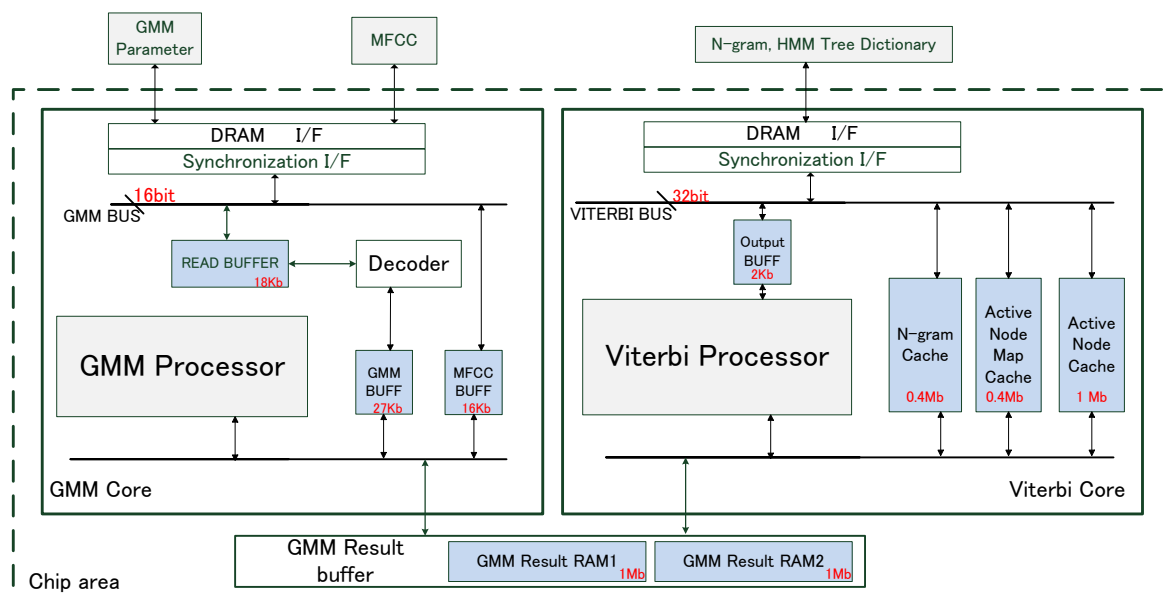 GMM
Parameter
MFCC
N-gram, HMM Tree Dictionary
DRAM I/F
Synchronization I/F
16bit
GMM BUS
READ BUFFER
18Kb
Decoder
GMM Processor
GMM
BUFF
27Kb
MFCC
BUFF
16Kb
GMM Core
DRAM I/F
Synchronization I/F
32bit
VITERBI BUS
Output
BUFF
2Kb
Viterbi Processor
N-gram
Cache
0.4Mb
Active
Node
Map
Cache
0.4Mb
Active
Node
Cache
1 Mb
Viterbi Core
GMM Result
buffer
GMM Result RAM1
1Mb
GMM Result RAM2
1Mb
Chip area